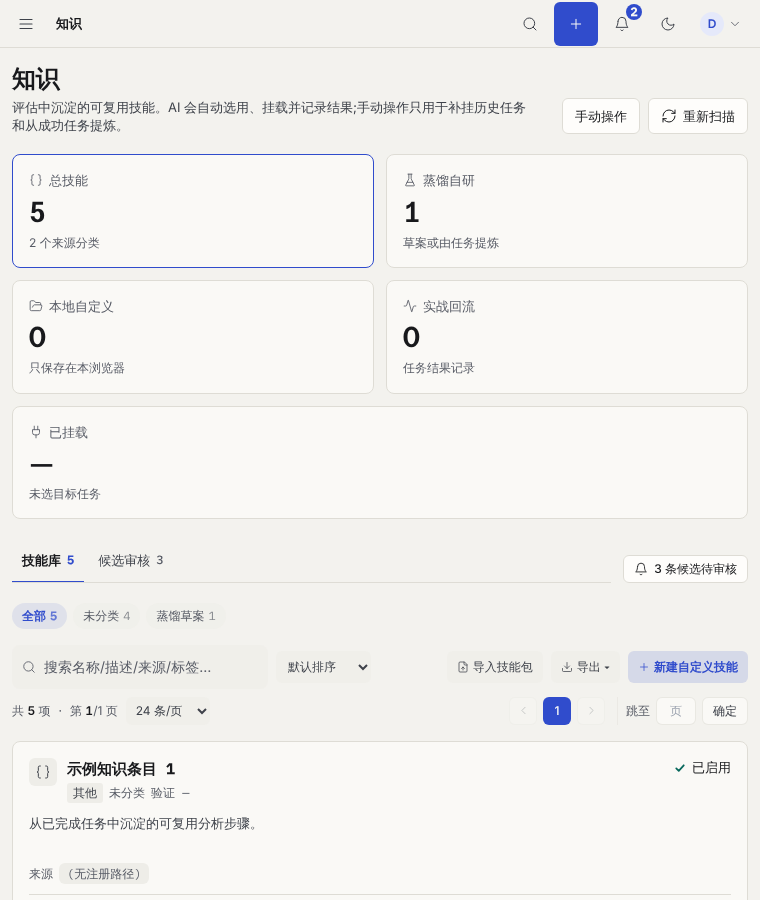 知识
2
D
知识
评估中沉淀的可复用技能。AI 会自动选用、挂载并记录结果;手动操作只用于补挂历史任务
和从成功任务提炼。
手动操作
重新扫描
总技能
5
2 个来源分类
蒸馏自研
1
草案或由任务提炼
本地自定义
0
只保存在本浏览器
实战回流
0
任务结果记录
已挂载
—
未选目标任务
技能库 5
候选审核 3
3 条候选待审核
全部 5
未分类 4
蒸馏草案 1
搜索名称/描述/来源/标签...
默认排序
导入技能包
导出
新建自定义技能
共 5 项 · 第 1/1 页
24 条/页
1
跳至
页
确定
示例知识条目 1
已启用
其他 未分类 验证 —
从已完成任务中沉淀的可复用分析步骤。
来源 (无注册路径)